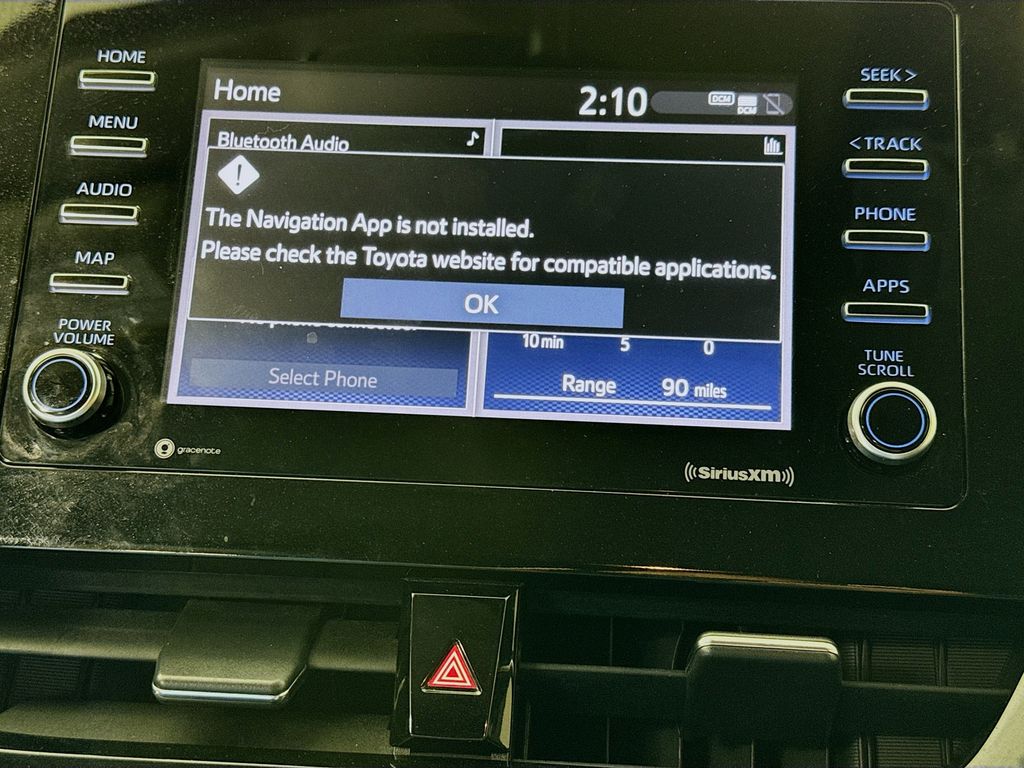 HOME
MENU
AUDIO
MAP
POWER
VOLUME
Home
2:10
DCM
DCM
Bluetooth Audio
!
The Navigation App is not installed.
Please check the Toyota website for compatible applications.
OK
10 min 5 0
Select Phone
Range 90 miles
SEEK >
< TRACK
PHONE
APPS
TUNE
SCROLL
gracenote
SiriusXM